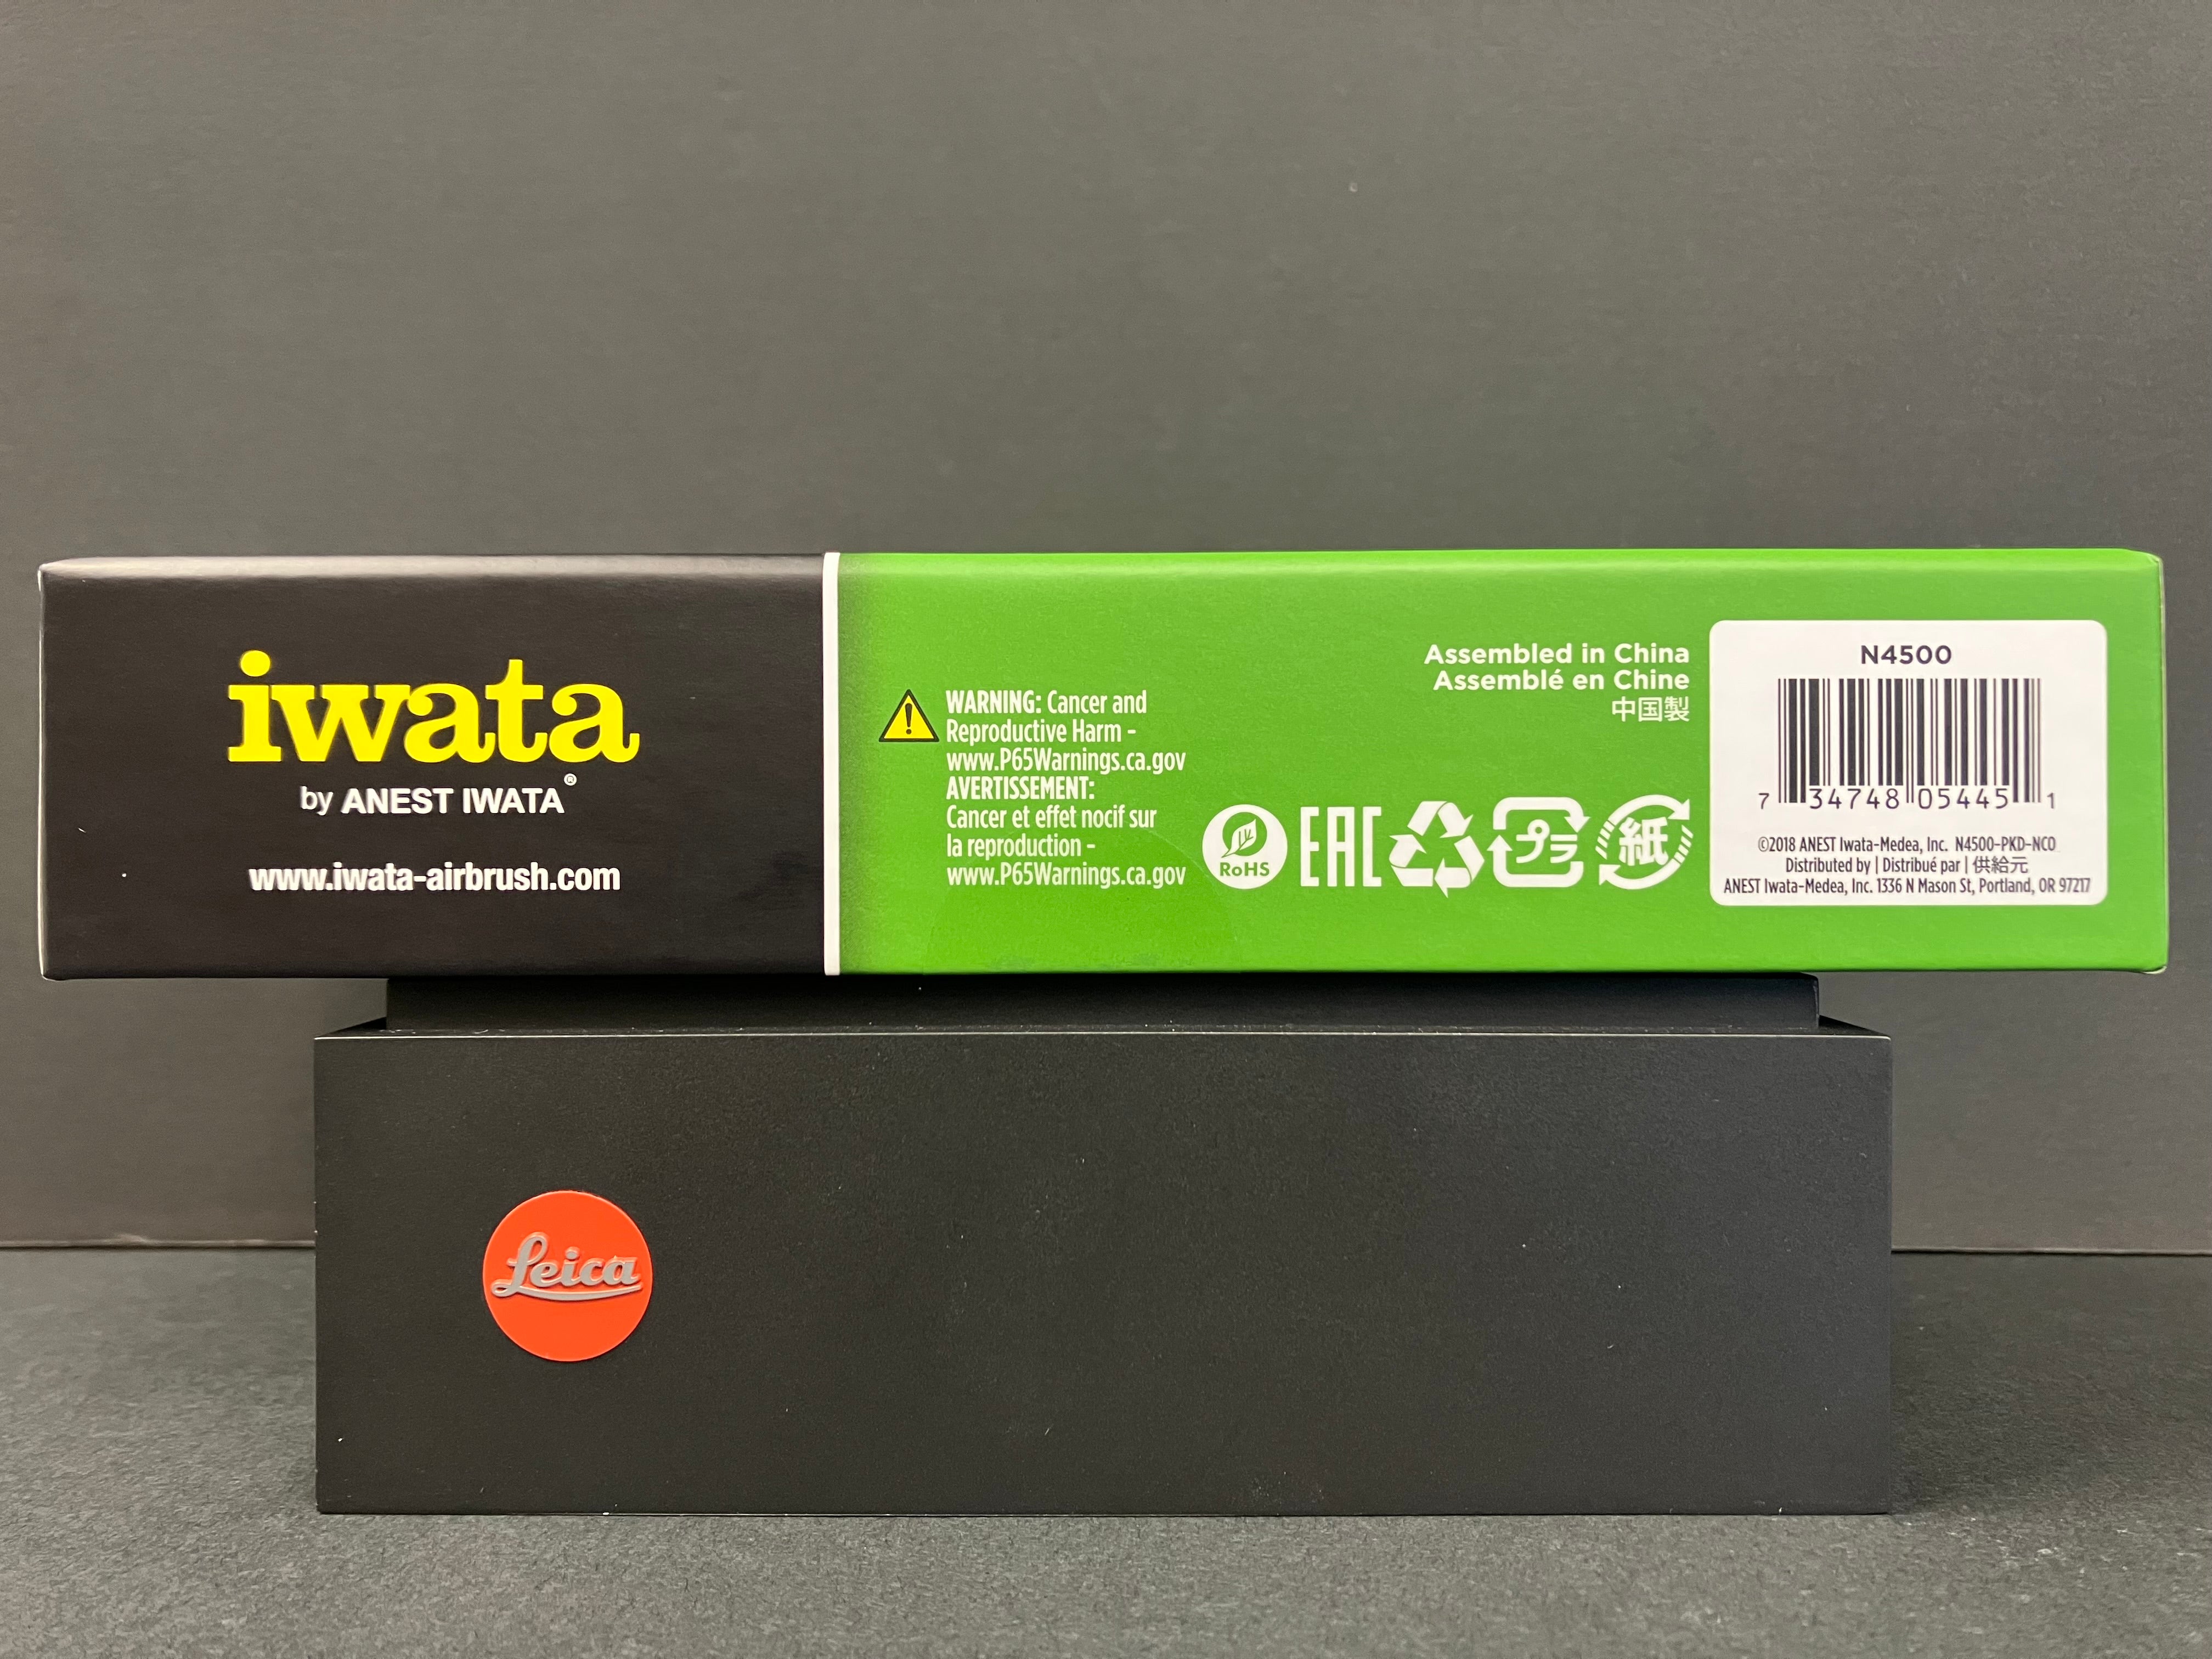 iwata
by ANEST IWATA®
www.iwata-airbrush.com
WARNING: Cancer and
Reproductive Harm -
www.P65Warnings.ca.gov
AVERTISSEMENT:
Cancer et effet nocif sur
la reproduction -
www.P65Warnings.ca.gov
Assembled in China
Assemblé en Chine
中国製
RoHS
EAC
プラ
紙
N4500
7 34748 05445 1
©2018 ANEST Iwata-Medea, Inc. N4500-PKD-NC0
Distributed by | Distribué par | 供給元
ANEST Iwata-Medea, Inc. 1336 N Mason St, Portland, OR 97217
Leica